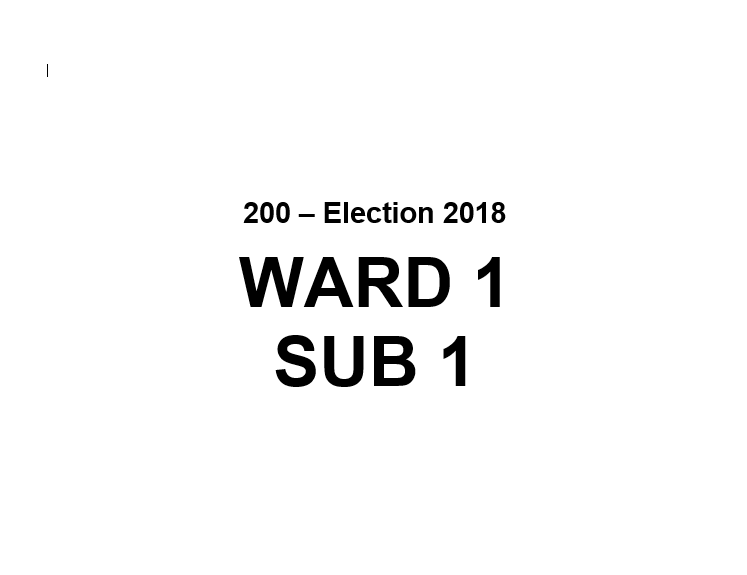 200 – Election 2018
WARD 1
SUB 1